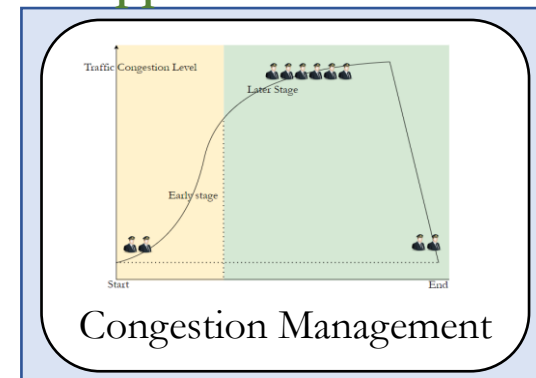 Traffic Congestion Level
Later Stage
Early stage
Start
End
Congestion Management